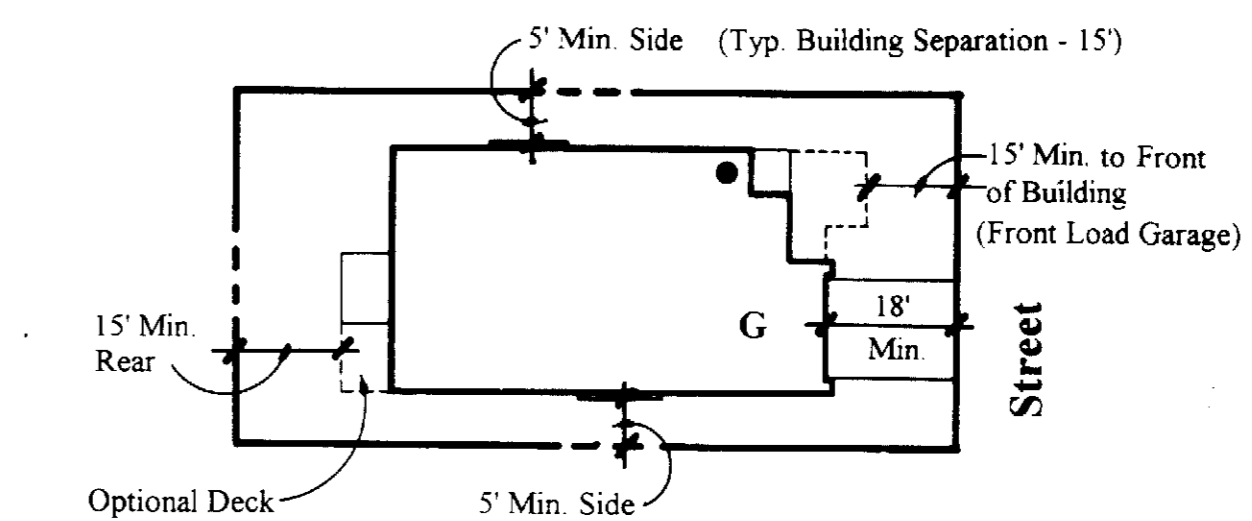 5' Min. Side (Typ. Building Separation - 15')
15' Min. to Front
of Building
(Front Load Garage)
18'
Min.
G
Street
15' Min.
Rear
Optional Deck
5' Min. Side